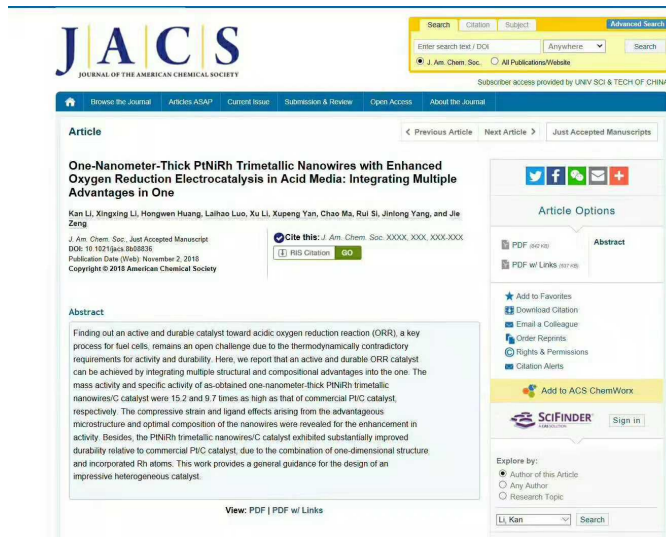 J|A|C|S
JOURNAL OF THE AMERICAN CHEMICAL SOCIETY
Search Citation Subject Advanced Search
Enter search text / DOI Anywhere Search
J. Am. Chem. Soc. All Publications/Website
Subscriber access provided by UNIV SCI & TECH OF CHINA
Browse the Journal Articles ASAP Current Issue Submission & Review Open Access About the Journal
Article
Previous Article Next Article Just Accepted Manuscripts
One-Nanometer-Thick PtNiRh Trimetallic Nanowires with Enhanced
Oxygen Reduction Electrocatalysis in Acid Media: Integrating Multiple
Advantages in One
Kan Li, Xingxing Li, Hongwen Huang, Laihao Luo, Xu Li, Xupeng Yan, Chao Ma, Rui Si, Jinlong Yang, and Jie
Zeng
J. Am. Chem. Soc., Just Accepted Manuscript
DOI: 10.1021/jacs.8b08836
Publication Date (Web): November 2, 2018
Copyright © 2018 American Chemical Society
Cite this: J. Am. Chem. Soc. XXXX, XXX, XXX-XXX
RIS Citation GO
Abstract
Finding out an active and durable catalyst toward acidic oxygen reduction reaction (ORR), a key
process for fuel cells, remains an open challenge due to the thermodynamically contradictory
requirements for activity and durability. Here, we report that an active and durable ORR catalyst
can be achieved by integrating multiple structural and compositional advantages into the one. The
mass activity and specific activity of as-obtained one-nanometer-thick PtNiRh trimetallic
nanowires/C catalyst were 15.2 and 9.7 times as high as that of commercial Pt/C catalyst,
respectively. The compressive strain and ligand effects arising from the advantageous
microstructure and optimal composition of the nanowires were revealed for the enhancement in
activity. Besides, the PtNiRh trimetallic nanowires/C catalyst exhibited substantially improved
durability relative to commercial Pt/C catalyst, due to the combination of one-dimensional structure
and incorporated Rh atoms. This work provides a general guidance for the design of an
impressive heterogeneous catalyst.
View: PDF | PDF w/ Links
Article Options
PDF Abstract
PDF w/ Links
Add to Favorites
Download Citation
Email a Colleague
Order Reprints
Rights & Permissions
Citation Alerts
Add to ACS ChemWorx
SCIFINDER Sign in
Explore by:
Author of this Article
Any Author
Research Topic
Li, Kan Search